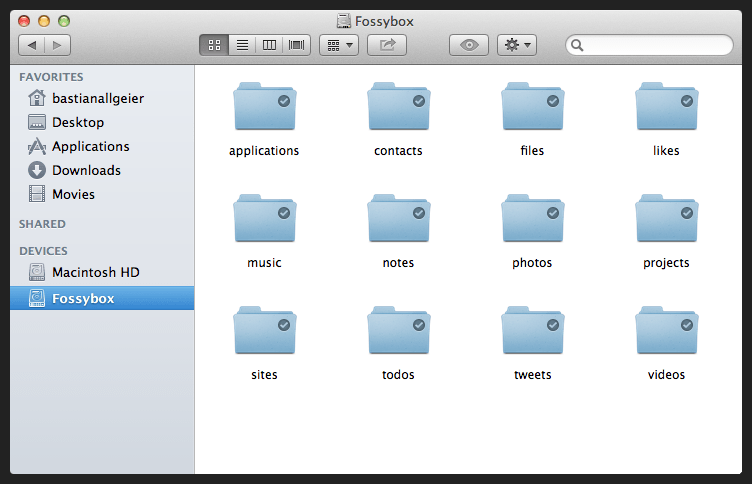 Fossybox
FAVORITES
bastianallgeier
Desktop
Applications
Downloads
Movies
SHARED
DEVICES
Macintosh HD
Fossybox
applications contacts files likes
music notes photos projects
sites todos tweets videos